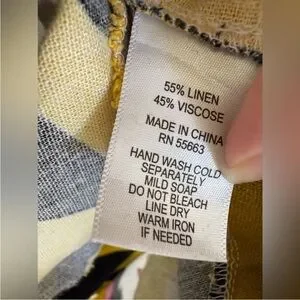 55% LINEN
45% VISCOSE
MADE IN CHINA
RN 55663
HAND WASH COLD
SEPARATELY
MILD SOAP
DO NOT BLEACH
LINE DRY
WARM IRON
IF NEEDED